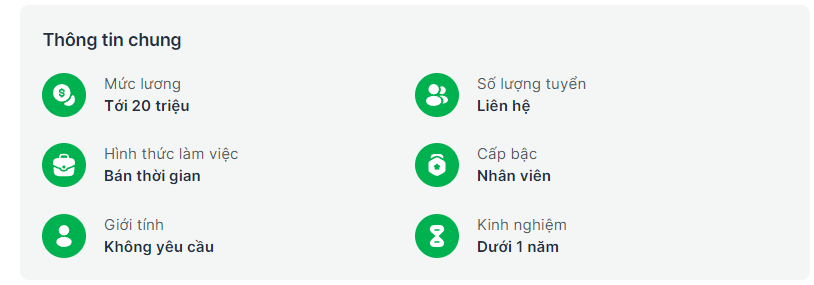 Thông tin chung
Mức lương
Tới 20 triệu
Số lượng tuyển
Liên hệ
Hình thức làm việc
Bán thời gian
Cấp bậc
Nhân viên
Giới tính
Không yêu cầu
Kinh nghiệm
Dưới 1 năm